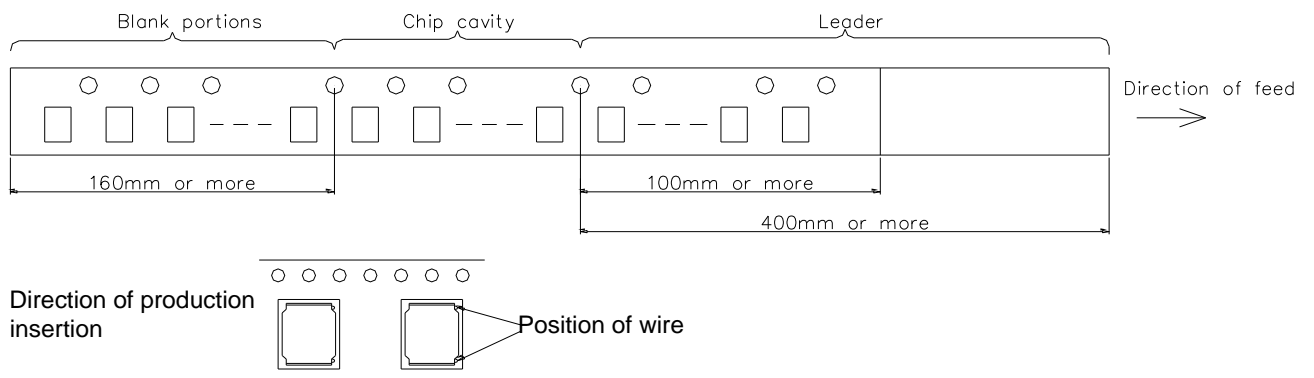 Blank portions
Chip cavity
Leader
Direction of feed
160mm or more
100mm or more
400mm or more
Direction of production
insertion
Position of wire